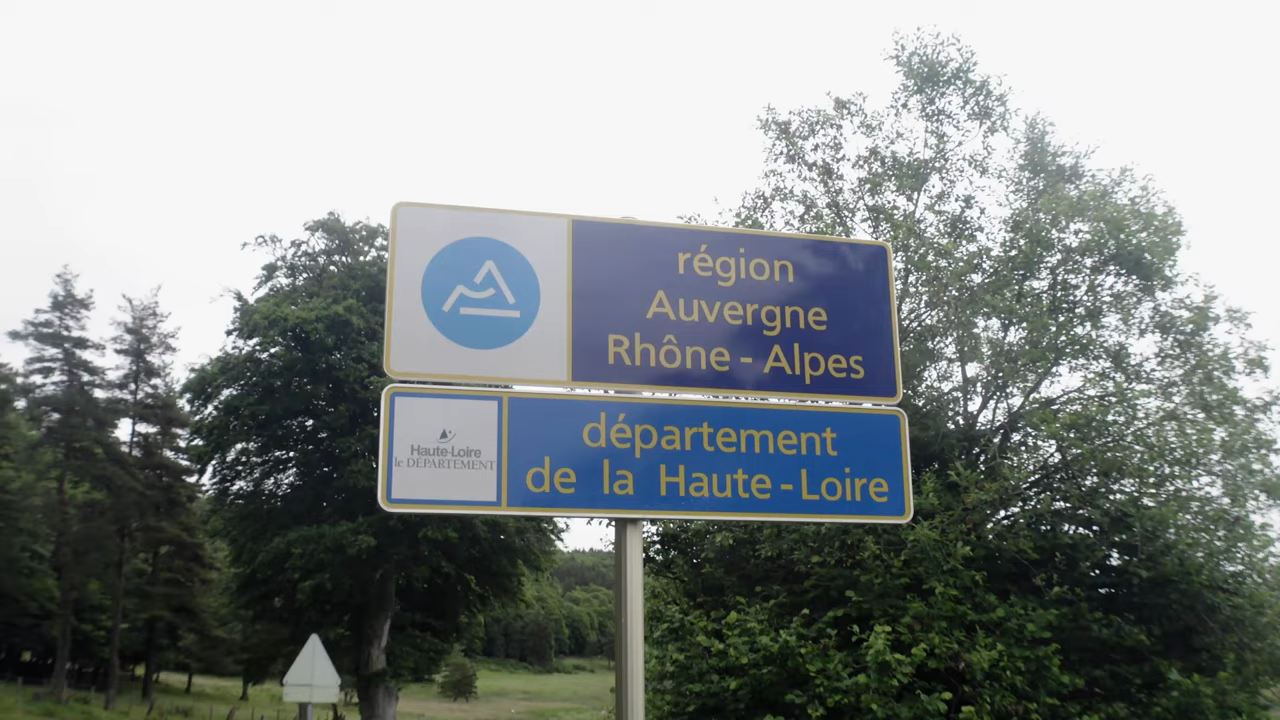 région
Auvergne
Rhône - Alpes
Haute-Loire
le DÉPARTEMENT
département
de la Haute - Loire